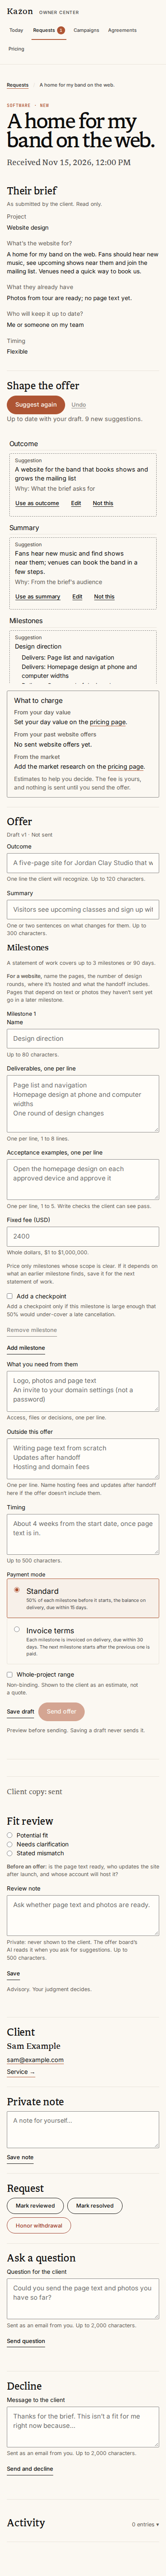 Kazon OWNER CENTER
Today Requests 1 Campaigns Agreements
Pricing
Requests A home for my band on the web.
SOFTWARE · NEW
A home for my
band on the web.
Received Nov 15, 2026, 12:00 PM
Their brief
As submitted by the client. Read only.
Project
Website design
What's the website for?
A home for my band on the web. Fans should hear new
music, see upcoming shows near them and join the
mailing list. Venues need a quick way to book us.
What they already have
Photos from tour are ready; no page text yet.
Who will keep it up to date?
Me or someone on my team
Timing
Flexible
Shape the offer
Suggest again Undo
Up to date with your draft. 9 new suggestions.
Outcome
Suggestion
A website for the band that books shows and
grows the mailing list
Why: What the brief asks for
Use as outcome Edit Not this
Summary
Suggestion
Fans hear new music and find shows
near them; venues can book the band in a
few steps.
Why: From the brief's audience
Use as summary Edit Not this
Milestones
Suggestion
Design direction
Delivers: Page list and navigation
Delivers: Homepage design at phone and
computer widths
What to charge
From your day value
Set your day value on the pricing page.
From your past website offers
No sent website offers yet.
From the market
Add the market research on the pricing page.
Estimates to help you decide. The fee is yours,
and nothing is sent until you send the offer.
Offer
Draft v1 · Not sent
Outcome
A five-page site for Jordan Clay Studio that w
One line the client will recognize. Up to 120 characters.
Summary
Visitors see upcoming classes and sign up wit
One or two sentences on what changes for them. Up to
300 characters.
Milestones
A statement of work covers up to 3 milestones or 90 days.
For a website, name the pages, the number of design
rounds, where it's hosted and what the handoff includes.
Pages that depend on text or photos they haven't sent yet
go in a later milestone.
Milestone 1
Name
Design direction
Up to 80 characters.
Deliverables, one per line
Page list and navigation
Homepage design at phone and computer
widths
One round of design changes
One per line, 1 to 8 lines.
Acceptance examples, one per line
Open the homepage design on each
approved device and approve it
One per line, 1 to 5. Write checks the client can see pass.
Fixed fee (USD)
2400
Whole dollars, $1 to $1,000,000.
Price only milestones whose scope is clear. If it depends on
what an earlier milestone finds, save it for the next
statement of work.
Add a checkpoint
Add a checkpoint only if this milestone is large enough that
50% would under-cover a late cancellation.
Remove milestone
Add milestone
What you need from them
Logo, photos and page text
An invite to your domain settings (not a
password)
Access, files or decisions, one per line.
Outside this offer
Writing page text from scratch
Updates after handoff
Hosting and domain fees
One per line. Name hosting fees and updates after handoff
here if the offer doesn't include them.
Timing
About 4 weeks from the start date, once page
text is in.
Up to 500 characters.
Payment mode
Standard
50% of each milestone before it starts, the balance on
delivery, due within 15 days.
Invoice terms
Each milestone is invoiced on delivery, due within 30
days. The next milestone starts after the previous one is
paid.
Whole-project range
Non-binding. Shown to the client as an estimate, not
a quote.
Save draft Send offer
Preview before sending. Saving a draft never sends it.
Client copy: sent
Fit review
Potential fit
Needs clarification
Stated mismatch
Before an offer: is the page text ready, who updates the site
after launch, and whose account will host it?
Review note
Ask whether page text and photos are ready.
Private: never shown to the client. The offer board's
AI reads it when you ask for suggestions. Up to
500 characters.
Save
Advisory. Your judgment decides.
Client
Sam Example
sam@example.com
Service →
Private note
A note for yourself...
Save note
Request
Mark reviewed Mark resolved
Honor withdrawal
Ask a question
Question for the client
Could you send the page text and photos you
have so far?
Sent as an email from you. Up to 2,000 characters.
Send question
Decline
Message to the client
Thanks for the brief. This isn't a fit for me
right now because...
Sent as an email from you. Up to 2,000 characters.
Send and decline
Activity 0 entries ▾